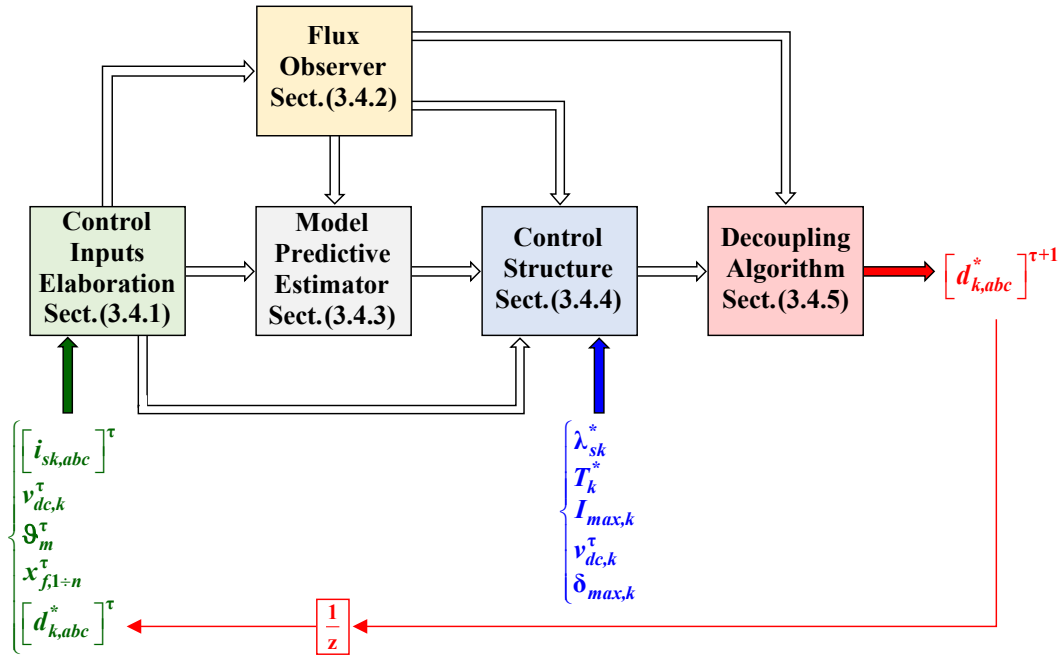 Flux
Observer
Sect.(3.4.2)
Control
Inputs
Elaboration
Sect.(3.4.1)
Model
Predictive
Estimator
Sect.(3.4.3)
Control
Structure
Sect.(3.4.4)
Decoupling
Algorithm
Sect.(3.4.5)
[d*k,abc]τ+1
[isk,abc]τ
vτdc,k
ϑτm
xτf,1÷n
[d*k,abc]τ
λ*sk
T*k
Imax,k
vτdc,k
δmax,k
1
z